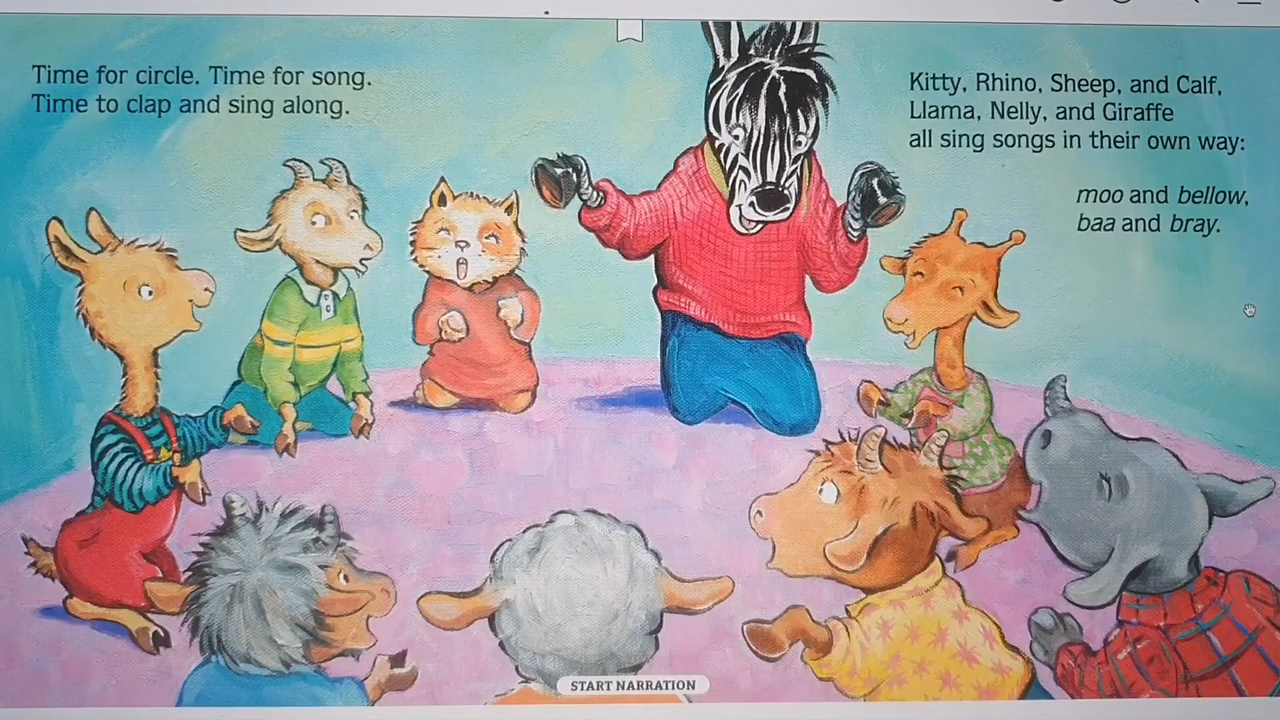 Time for circle. Time for song.
Time to clap and sing along.
Kitty, Rhino, Sheep, and Calf,
Llama, Nelly, and Giraffe
all sing songs in their own way:
moo and bellow,
baa and bray.
START NARRATION